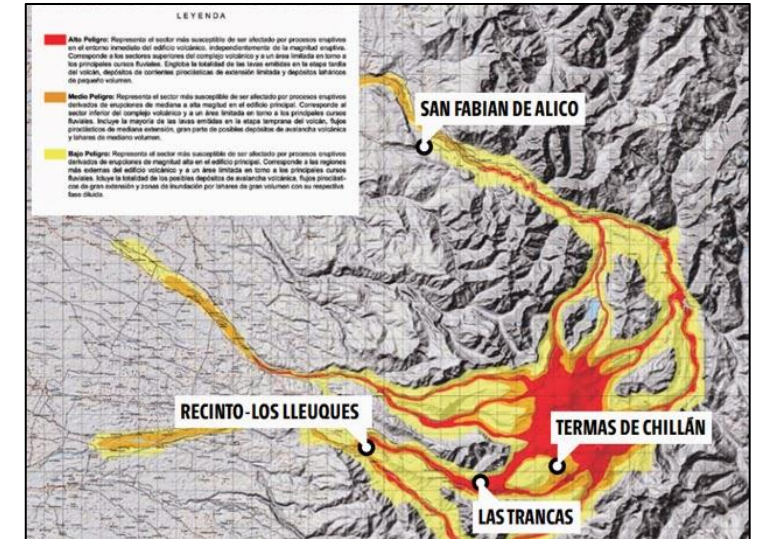 LEYENDA
Alto Peligro: Representa el sector más susceptible de ser afectado por procesos eruptivos
en el entorno inmediato del edificio volcánico, independientemente de la magnitud eruptiva.
Corresponde a los sectores superiores del complejo volcánico y a un área limitada en torno a
los principales cursos fluviales. Engloba la totalidad de las lavas emitidas en la etapa tardía
del volcán, depósitos de corrientes piroclásticas de extensión limitada y depósitos laháricos
de pequeño volumen.
Medio Peligro: Representa el sector más susceptible de ser afectado por procesos eruptivos
derivados de erupciones de mediana a alta magitud en el edificio principal. Corresponde al
sector inferior del complejo volcánico y a un área limitada en torno a los principales cursos
fluviales. Incluye la mayoría de las lavas emitidas en la etapa temprana del volcán, flujos
piroclásticos de mediana extensión, gran parte de posibles depósitos de avalancha volcánica
y lahares de mediano volumen.
Bajo Peligro: Representa el sector más susceptible de ser afectado por procesos eruptivos
derivados de erupciones de magnitud alta en el edificio principal. Corresponde a las regiones
más externas del edificio volcánico y a un área limitada en torno a los principales cursos
fluviales. Icluye la totalidad de los posibles depósitos de avalancha volcánica, flujos piroclásti-
cos de gran extensión y zonas de inundación por lahares de gran volumen con su respectiva
fase diluida.
SAN FABIAN DE ALICO
RECINTO-LOS LLEUQUES
TERMAS DE CHILLÁN
LAS TRANCAS